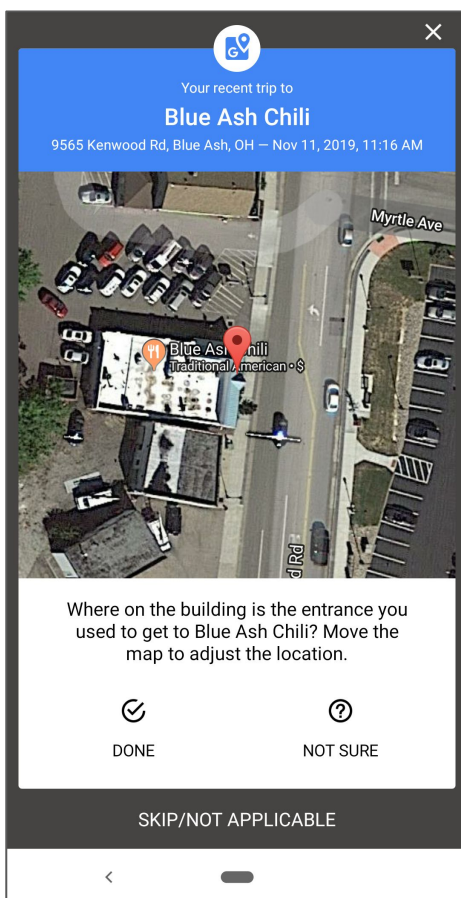 Your recent trip to
Blue Ash Chili
9565 Kenwood Rd, Blue Ash, OH — Nov 11, 2019, 11:16 AM
Myrtle Ave
Blue Ash Chili
Traditional American • $
d Rd
Where on the building is the entrance you
used to get to Blue Ash Chili? Move the
map to adjust the location.
DONE
NOT SURE
SKIP/NOT APPLICABLE